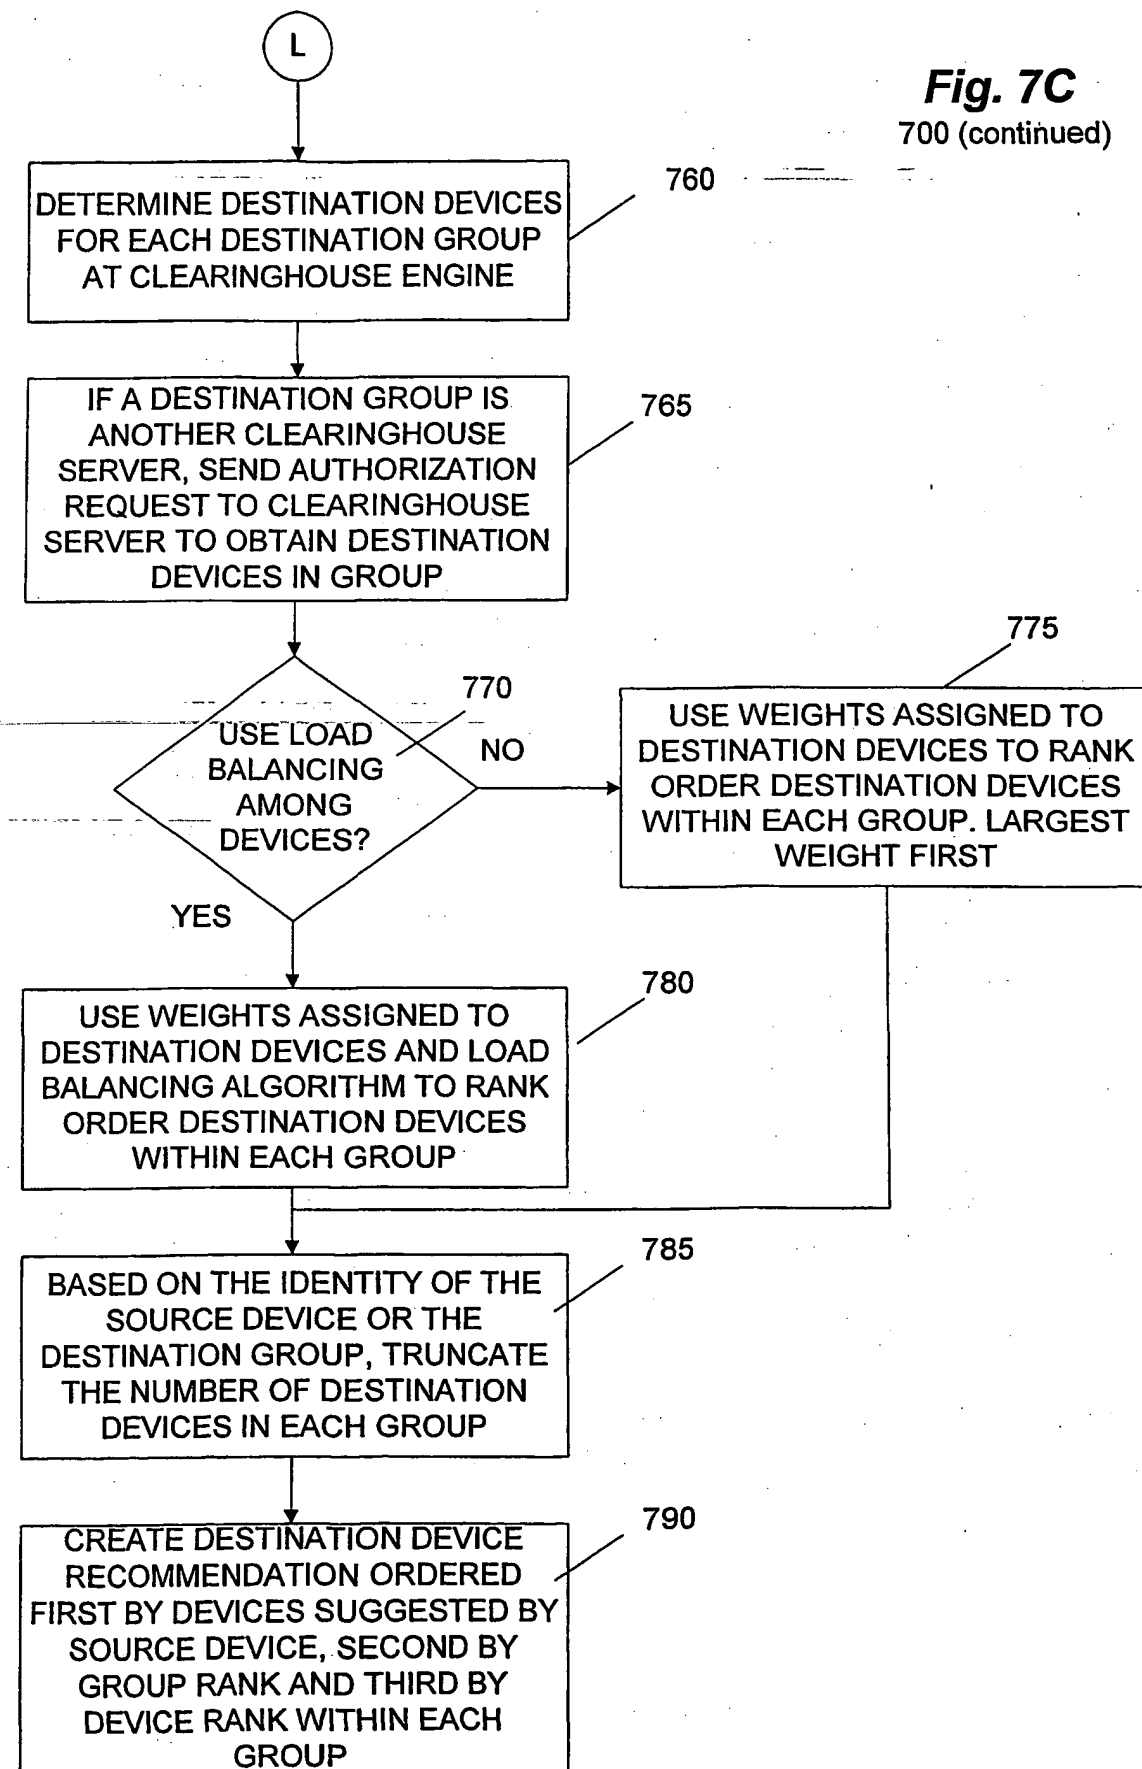 L
Fig. 7C
700 (continued)
760
DETERMINE DESTINATION DEVICES
FOR EACH DESTINATION GROUP
AT CLEARINGHOUSE ENGINE
765
IF A DESTINATION GROUP IS
ANOTHER CLEARINGHOUSE
SERVER, SEND AUTHORIZATION
REQUEST TO CLEARINGHOUSE
SERVER TO OBTAIN DESTINATION
DEVICES IN GROUP
770
USE LOAD
BALANCING
AMONG
DEVICES?
NO
YES
775
USE WEIGHTS ASSIGNED TO
DESTINATION DEVICES TO RANK
ORDER DESTINATION DEVICES
WITHIN EACH GROUP. LARGEST
WEIGHT FIRST
780
USE WEIGHTS ASSIGNED TO
DESTINATION DEVICES AND LOAD
BALANCING ALGORITHM TO RANK
ORDER DESTINATION DEVICES
WITHIN EACH GROUP
785
BASED ON THE IDENTITY OF THE
SOURCE DEVICE OR THE
DESTINATION GROUP, TRUNCATE
THE NUMBER OF DESTINATION
DEVICES IN EACH GROUP
790
CREATE DESTINATION DEVICE
RECOMMENDATION ORDERED
FIRST BY DEVICES SUGGESTED BY
SOURCE DEVICE, SECOND BY
GROUP RANK AND THIRD BY
DEVICE RANK WITHIN EACH
GROUP